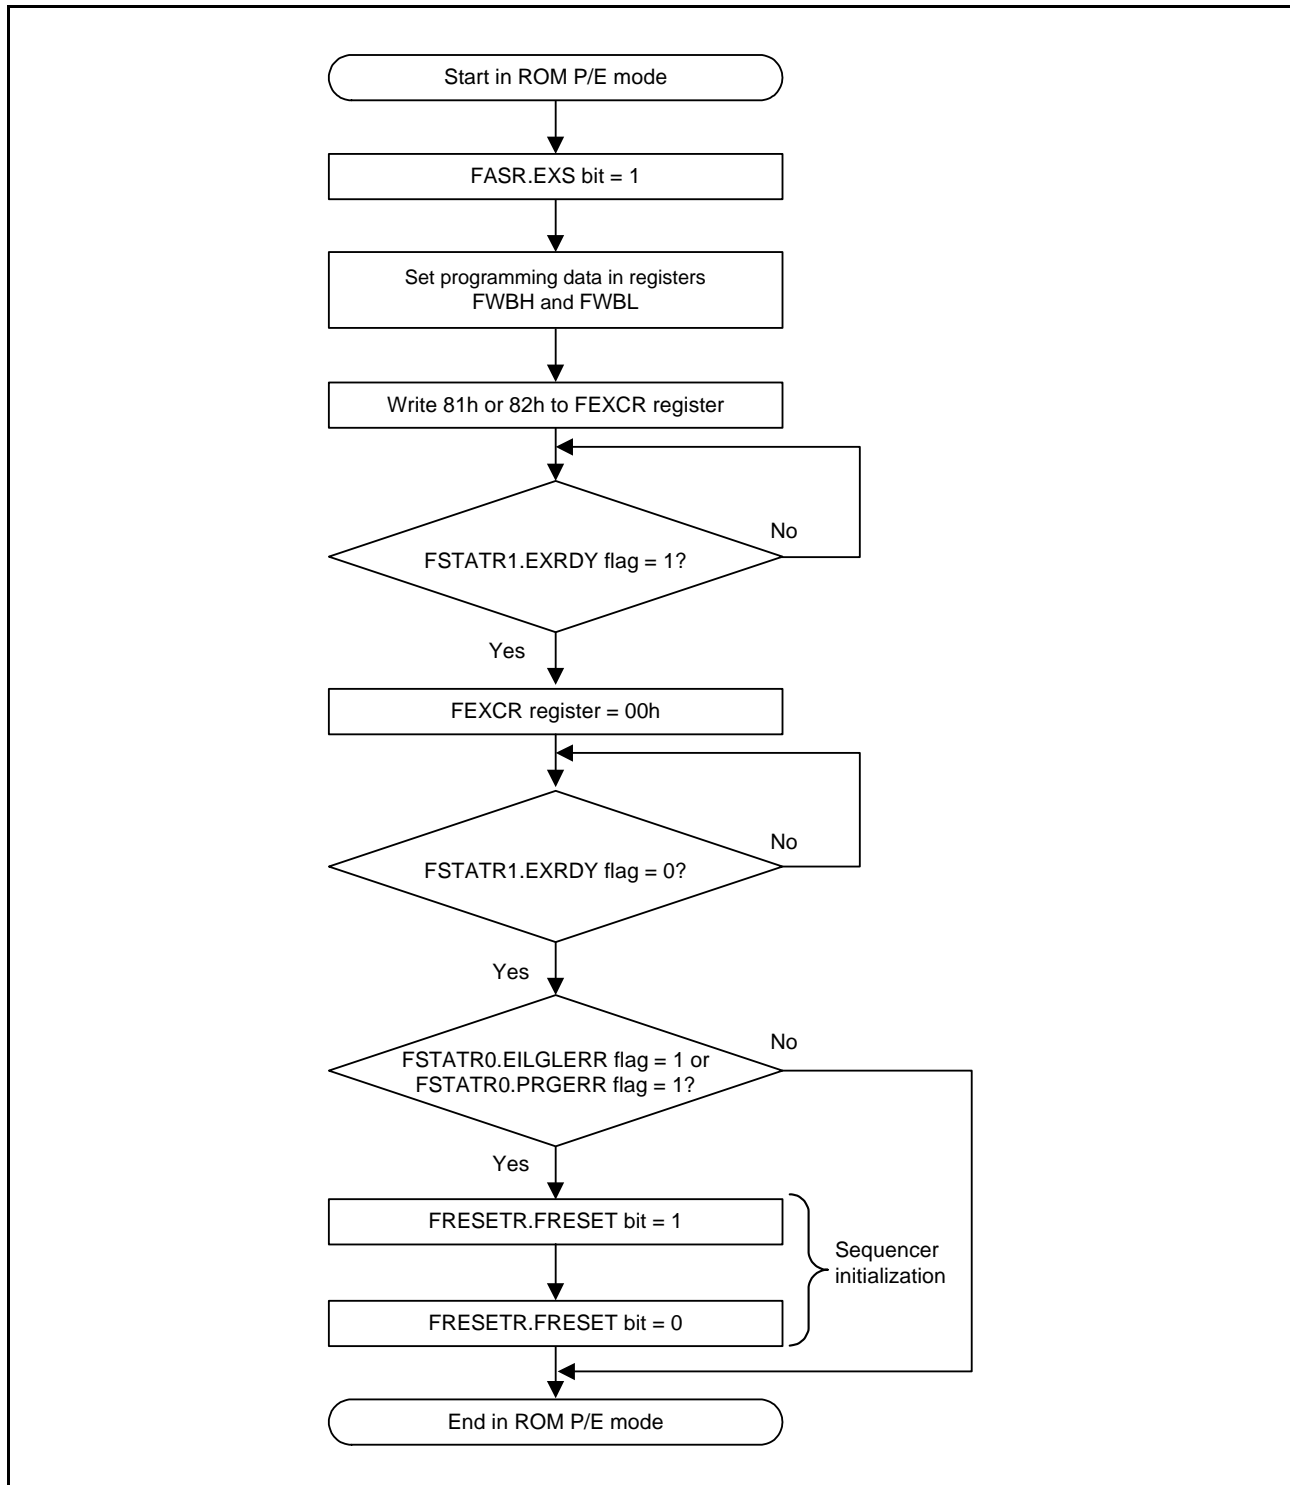 Start in ROM P/E mode
FASR.EXS bit = 1
Set programming data in registers
FWBH and FWBL
Write 81h or 82h to FEXCR register
No
FSTATR1.EXRDY flag = 1?
Yes
FEXCR register = 00h
No
FSTATR1.EXRDY flag = 0?
Yes
No
FSTATR0.EILGLERR flag = 1 or
FSTATR0.PRGERR flag = 1?
Yes
FRESETR.FRESET bit = 1
Sequencer
initialization
FRESETR.FRESET bit = 0
End in ROM P/E mode